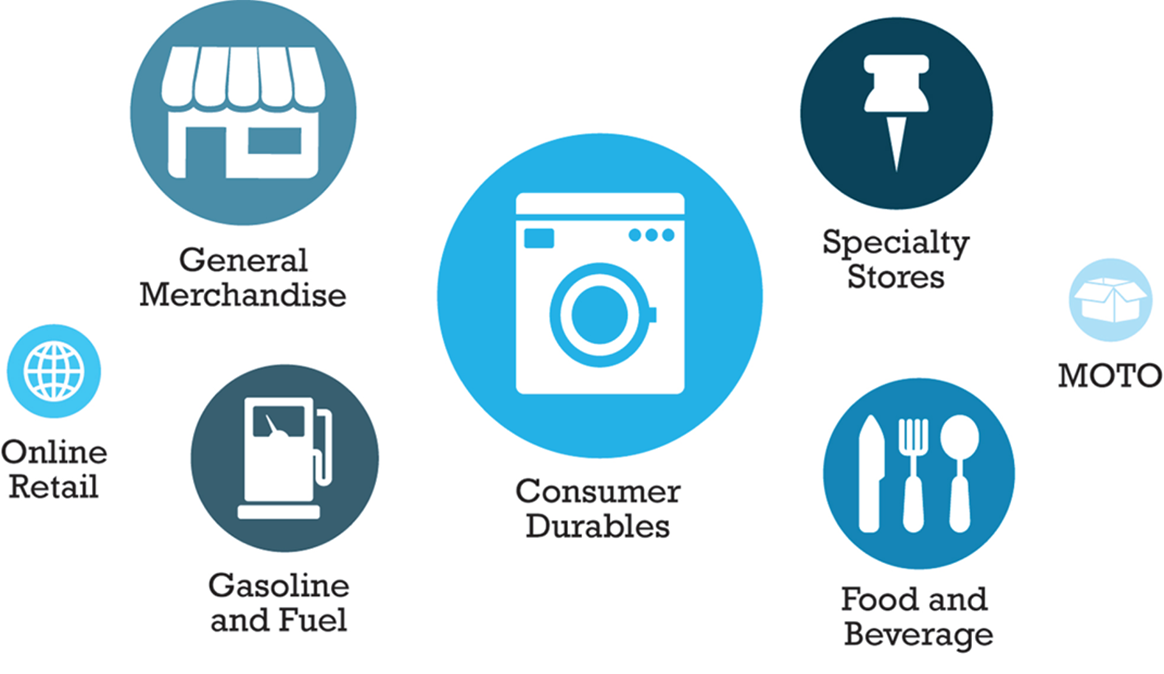 General
Merchandise
Specialty
Stores
MOTO
Online
Retail
Consumer
Durables
Gasoline
and Fuel
Food and
Beverage